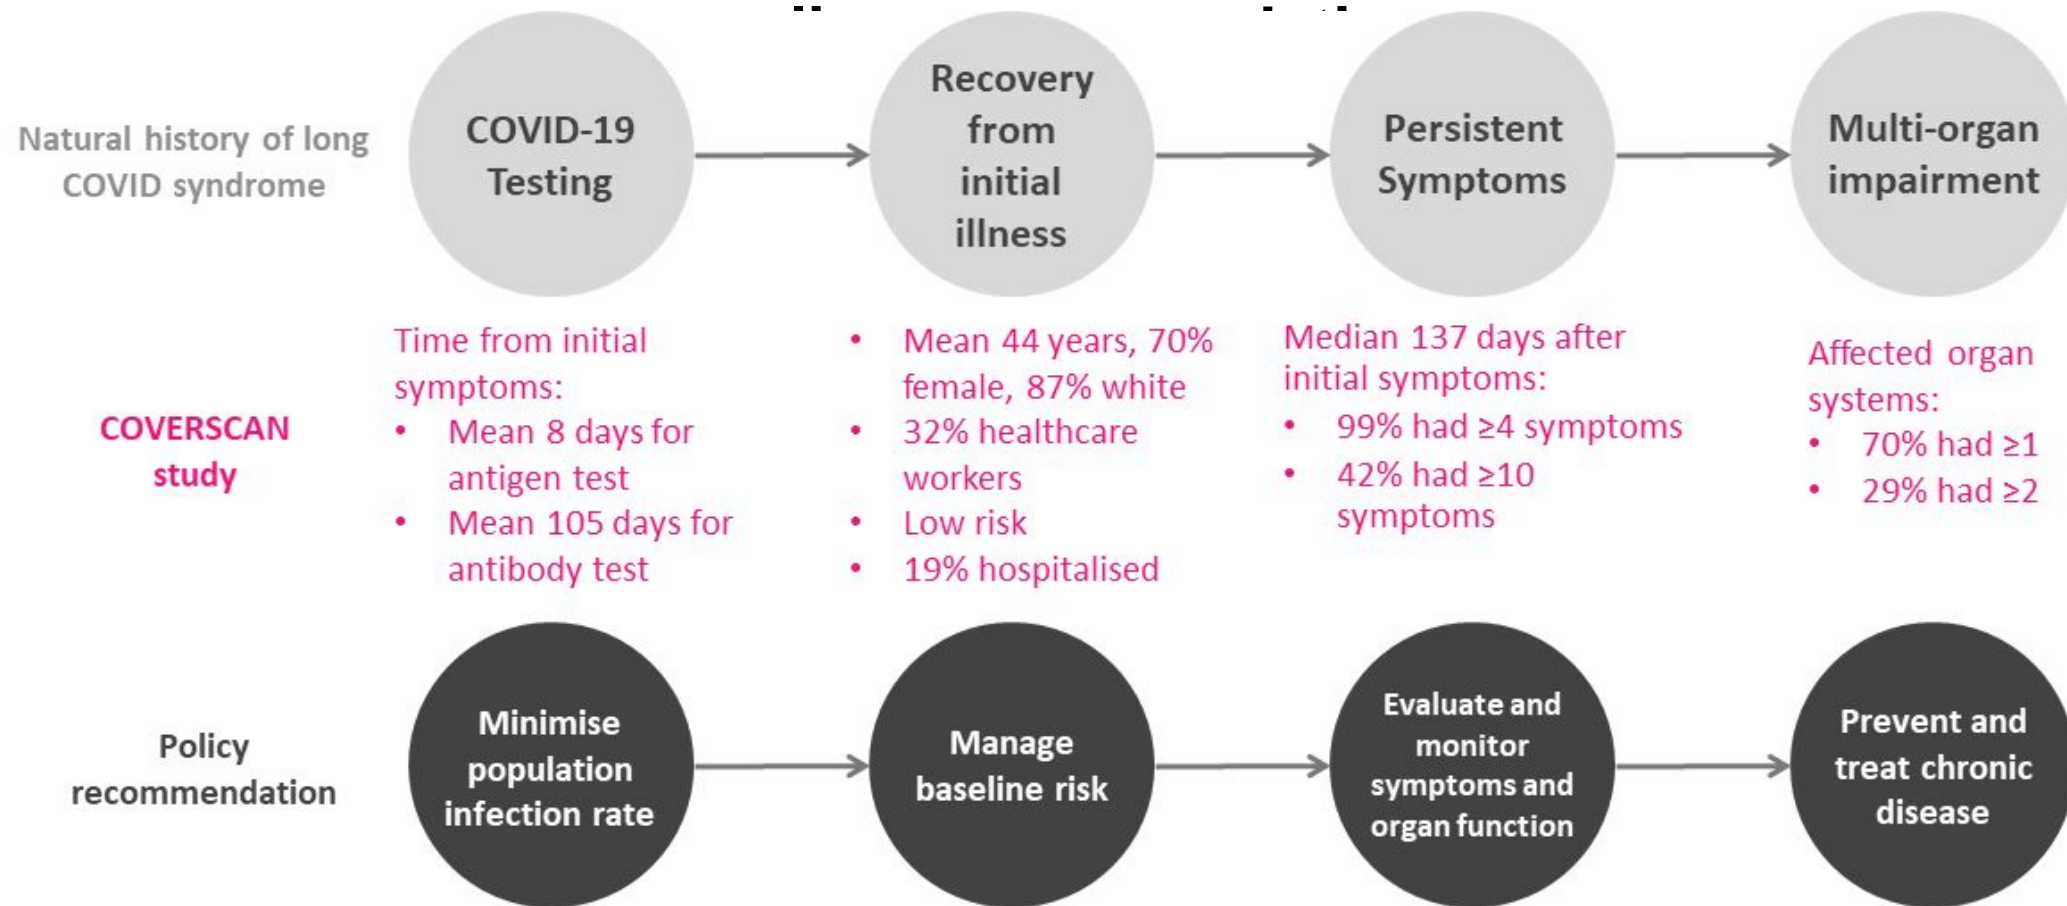 Natural history of long
COVID syndrome
COVID-19
Testing
Recovery
from
initial
illness
Persistent
Symptoms
Multi-organ
impairment
COVERSCAN
study
Time from initial
symptoms:
• Mean 8 days for
antigen test
• Mean 105 days for
antibody test
• Mean 44 years, 70%
female, 87% white
• 32% healthcare
workers
• Low risk
• 19% hospitalised
Median 137 days after
initial symptoms:
• 99% had ≥4 symptoms
• 42% had ≥10
symptoms
Affected organ
systems:
• 70% had ≥1
• 29% had ≥2
Policy
recommendation
Minimise
population
infection rate
Manage
baseline risk
Evaluate and
monitor
symptoms and
organ function
Prevent and
treat chronic
disease